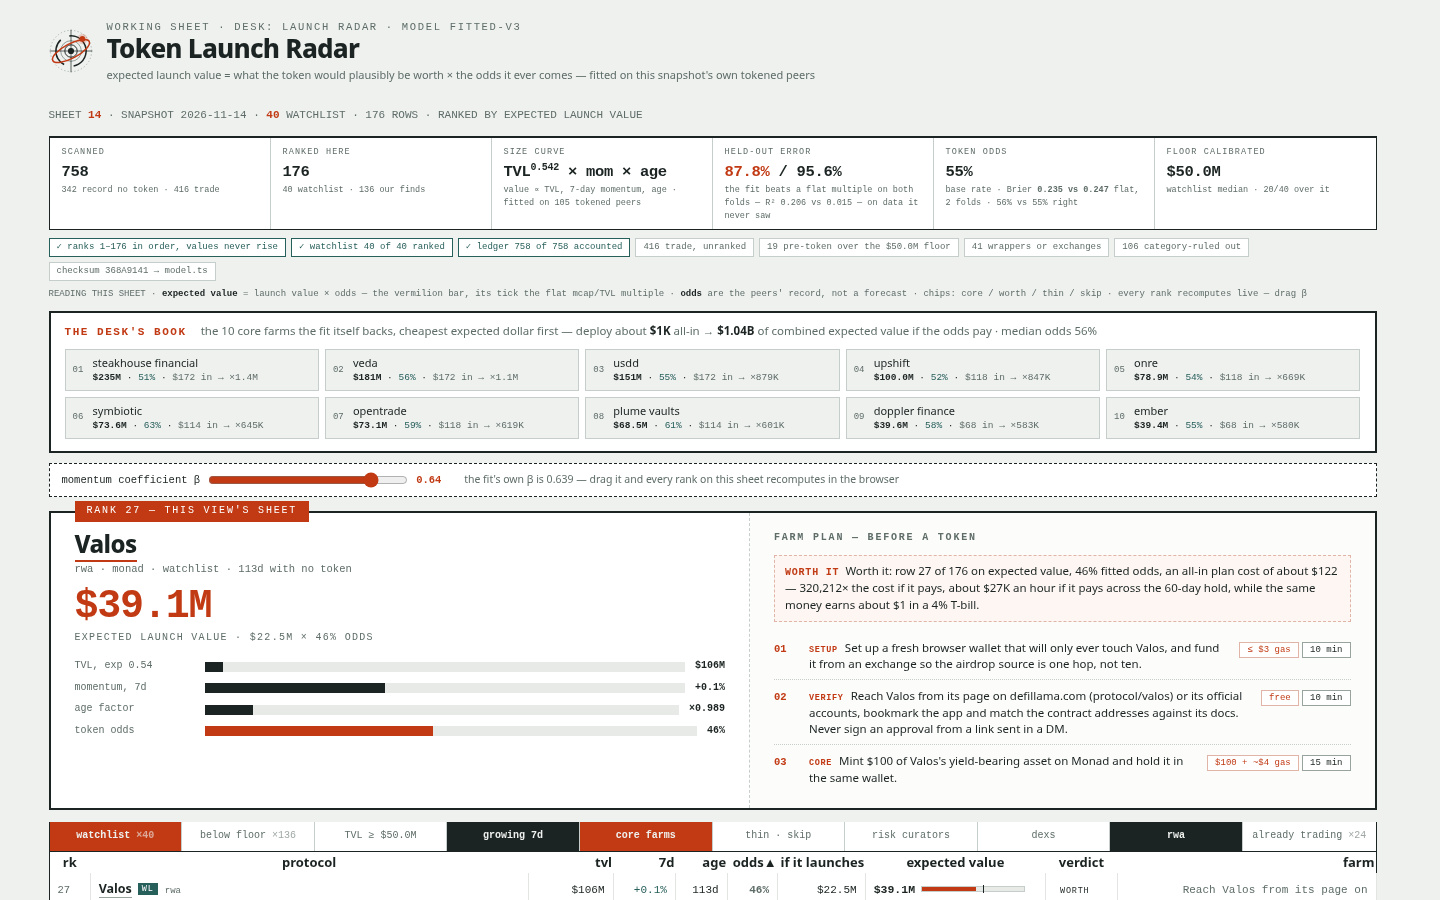 WORKING SHEET · DESK: LAUNCH RADAR · MODEL FITTED-V3
Token Launch Radar
expected launch value = what the token would plausibly be worth × the odds it ever comes — fitted on this snapshot's own tokened peers
SHEET 14 · SNAPSHOT 2026-11-14 · 40 WATCHLIST · 176 ROWS · RANKED BY EXPECTED LAUNCH VALUE
SCANNED
758
342 record no token · 416 trade
RANKED HERE
176
40 watchlist · 136 our finds
SIZE CURVE
TVL^0.542 × mom × age
value ∝ TVL, 7-day momentum, age ·
fitted on 105 tokened peers
HELD-OUT ERROR
87.8% / 95.6%
the fit beats a flat multiple on both
folds — R² 0.206 vs 0.015 — on data it
never saw
TOKEN ODDS
55%
base rate · Brier 0.235 vs 0.247 flat,
2 folds · 56% vs 55% right
FLOOR CALIBRATED
$50.0M
watchlist median · 20/40 over it
✓ ranks 1–176 in order, values never rise
✓ watchlist 40 of 40 ranked
✓ ledger 758 of 758 accounted
416 trade, unranked
19 pre-token over the $50.0M floor
41 wrappers or exchanges
106 category-ruled out
checksum 368A9141 → model.ts
READING THIS SHEET · expected value = launch value × odds — the vermilion bar, its tick the flat mcap/TVL multiple · odds are the peers' record, not a forecast · chips: core / worth / thin / skip · every rank recomputes live — drag β
THE DESK'S BOOK the 10 core farms the fit itself backs, cheapest expected dollar first — deploy about $1K all-in → $1.04B of combined expected value if the odds pay · median odds 56%
01 steakhouse financial
$235M · 51% · $172 in → ×1.4M
02 veda
$181M · 56% · $172 in → ×1.1M
03 usdd
$151M · 55% · $172 in → ×879K
04 upshift
$100.0M · 52% · $118 in → ×847K
05 onre
$78.9M · 54% · $118 in → ×669K
06 symbiotic
$73.6M · 63% · $114 in → ×645K
07 opentrade
$73.1M · 59% · $118 in → ×619K
08 plume vaults
$68.5M · 61% · $114 in → ×601K
09 doppler finance
$39.6M · 58% · $68 in → ×583K
10 ember
$39.4M · 55% · $68 in → ×580K
momentum coefficient β 0.64 the fit's own β is 0.639 — drag it and every rank on this sheet recomputes in the browser
RANK 27 — THIS VIEW'S SHEET
Valos
rwa · monad · watchlist · 113d with no token
$39.1M
EXPECTED LAUNCH VALUE · $22.5M × 46% ODDS
TVL, exp 0.54 $106M
momentum, 7d +0.1%
age factor ×0.989
token odds 46%
FARM PLAN — BEFORE A TOKEN
WORTH IT Worth it: row 27 of 176 on expected value, 46% fitted odds, an all-in plan cost of about $122
— 320,212× the cost if it pays, about $27K an hour if it pays across the 60-day hold, while the same
money earns about $1 in a 4% T-bill.
01 SETUP Set up a fresh browser wallet that will only ever touch Valos, and fund
it from an exchange so the airdrop source is one hop, not ten.
≤ $3 gas 10 min
02 VERIFY Reach Valos from its page on defillama.com (protocol/valos) or its official
accounts, bookmark the app and match the contract addresses against its docs.
Never sign an approval from a link sent in a DM.
free 10 min
03 CORE Mint $100 of Valos's yield-bearing asset on Monad and hold it in
the same wallet.
$100 + ~$4 gas 15 min
watchlist ×40
below floor ×136
TVL ≥ $50.0M
growing 7d
core farms
thin · skip
risk curators
dexs
rwa
already trading ×24
rk protocol tvl 7d age odds▲ if it launches expected value verdict farm
27 Valos WL rwa $106M +0.1% 113d 46% $22.5M $39.1M WORTH Reach Valos from its page on